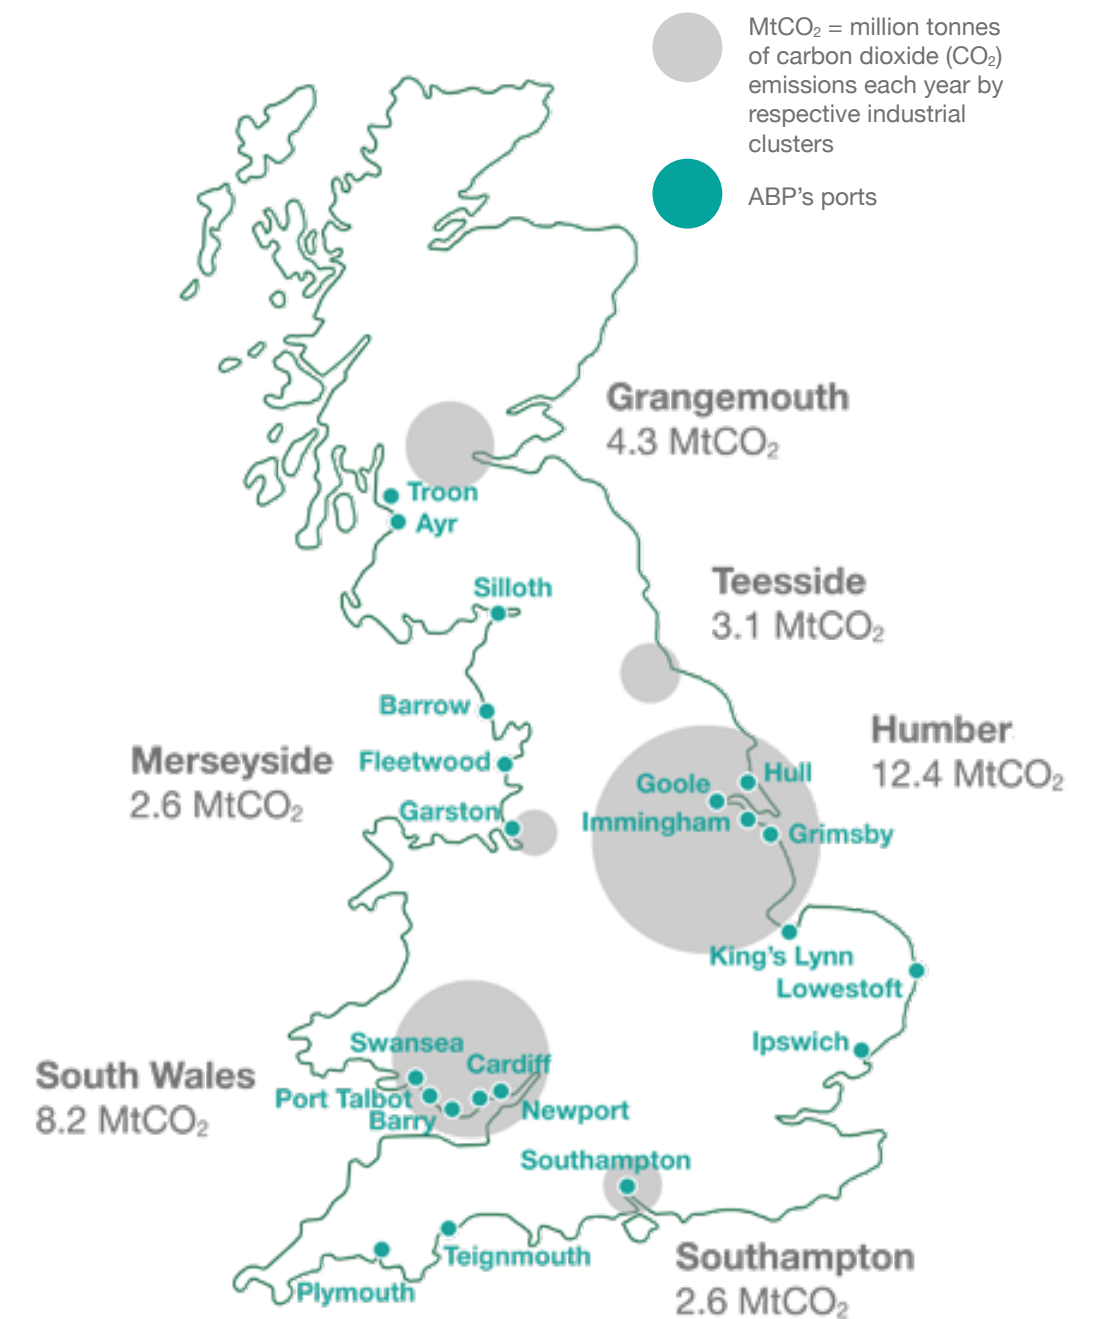 MtCO₂ = million tonnes
of carbon dioxide (CO₂)
emissions each year by
respective industrial
clusters
ABP’s ports
Grangemouth
4.3 MtCO₂
Troon
Ayr
Teesside
3.1 MtCO₂
Silloth
Barrow
Humber
12.4 MtCO₂
Merseyside
2.6 MtCO₂
Fleetwood
Garston
Goole
Hull
Immingham
Grimsby
King’s Lynn
Lowestoft
Ipswich
South Wales
8.2 MtCO₂
Swansea
Cardiff
Port Talbot
Barry
Newport
Southampton
Teignmouth
Plymouth
Southampton
2.6 MtCO₂